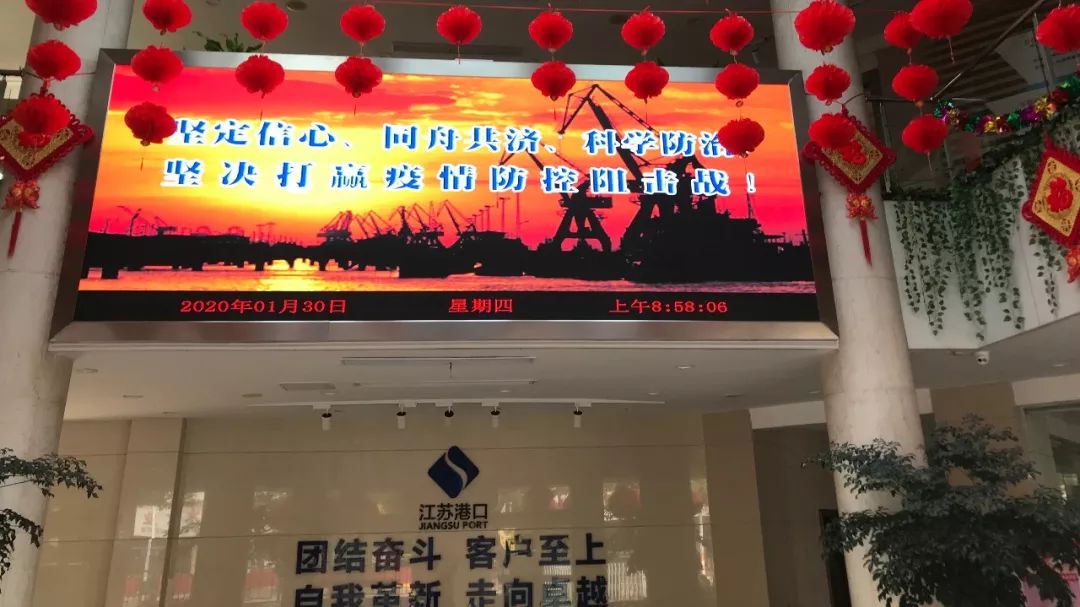 坚定信心、同舟共济、科学防治
坚决打赢疫情防控阻击战！
2020年01月30日 星期四 上午8:58:06
江苏港口
JIANGSU PORT
团结奋斗 客户至上
自我革新 走向卓越